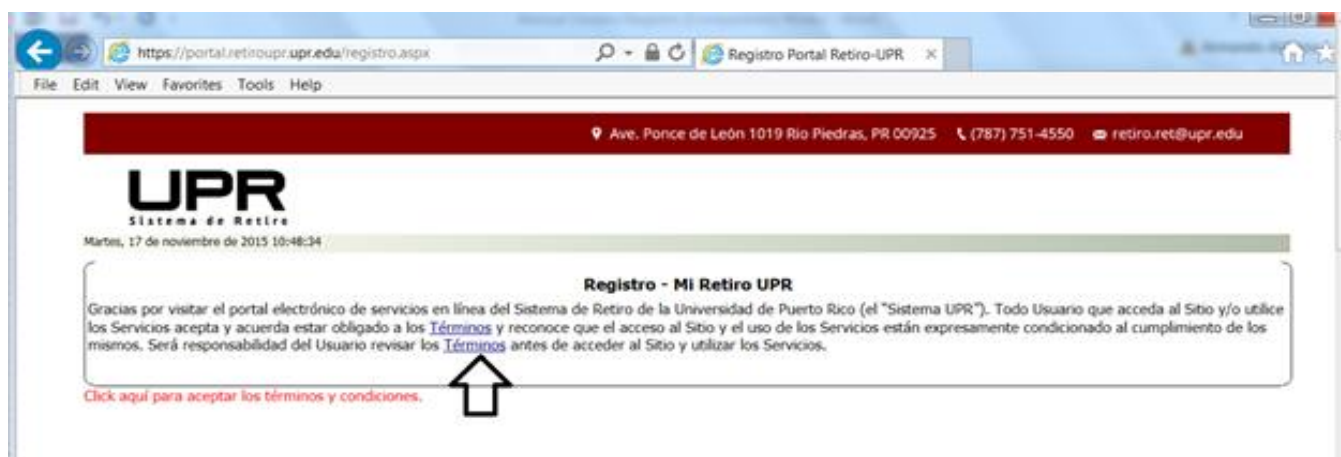 https://portal.retiroupr.upr.edu/registro.aspx
Registro Portal Retiro-UPR
File Edit View Favorites Tools Help
Ave. Ponce de León 1019 Rio Piedras, PR 00925 (787) 751-4550 retiro.ret@upr.edu
UPR
Sistema de Retiro
Martes, 17 de noviembre de 2015 10:48:34
Registro - Mi Retiro UPR
Gracias por visitar el portal electrónico de servicios en línea del Sistema de Retiro de la Universidad de Puerto Rico (el "Sistema UPR"). Todo Usuario que acceda al Sitio y/o utilice
los Servicios acepta y acuerda estar obligado a los Términos y reconoce que el acceso al Sitio y el uso de los Servicios están expresamente condicionado al cumplimiento de los
mismos. Será responsabilidad del Usuario revisar los Términos antes de acceder al Sitio y utilizar los Servicios.
Click aquí para aceptar los términos y condiciones.